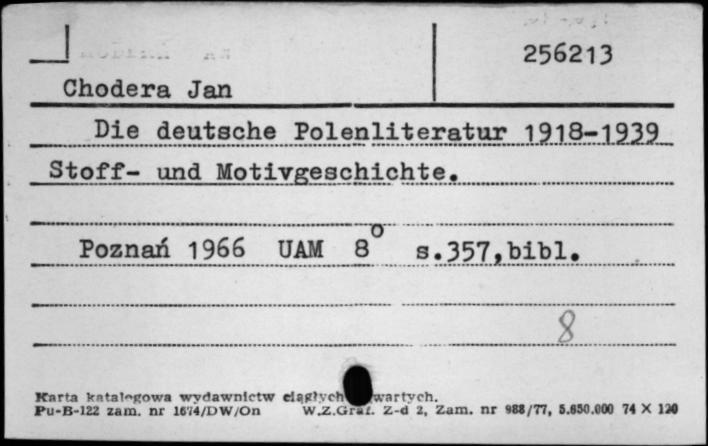 256213
Chodera Jan
Die deutsche Polenliteratur 1918-1939
Stoff- und Motivgeschichte.
Poznań 1966 UAM 8° s.357,bibl.
8
Karta katalogowa wydawnictw ciągłych wartych.
Pu-B-122 zam. nr 1674/DW/On W.Z.Graf. Z-d 2, Zam. nr 988/77, 5.650.000 74 X 120